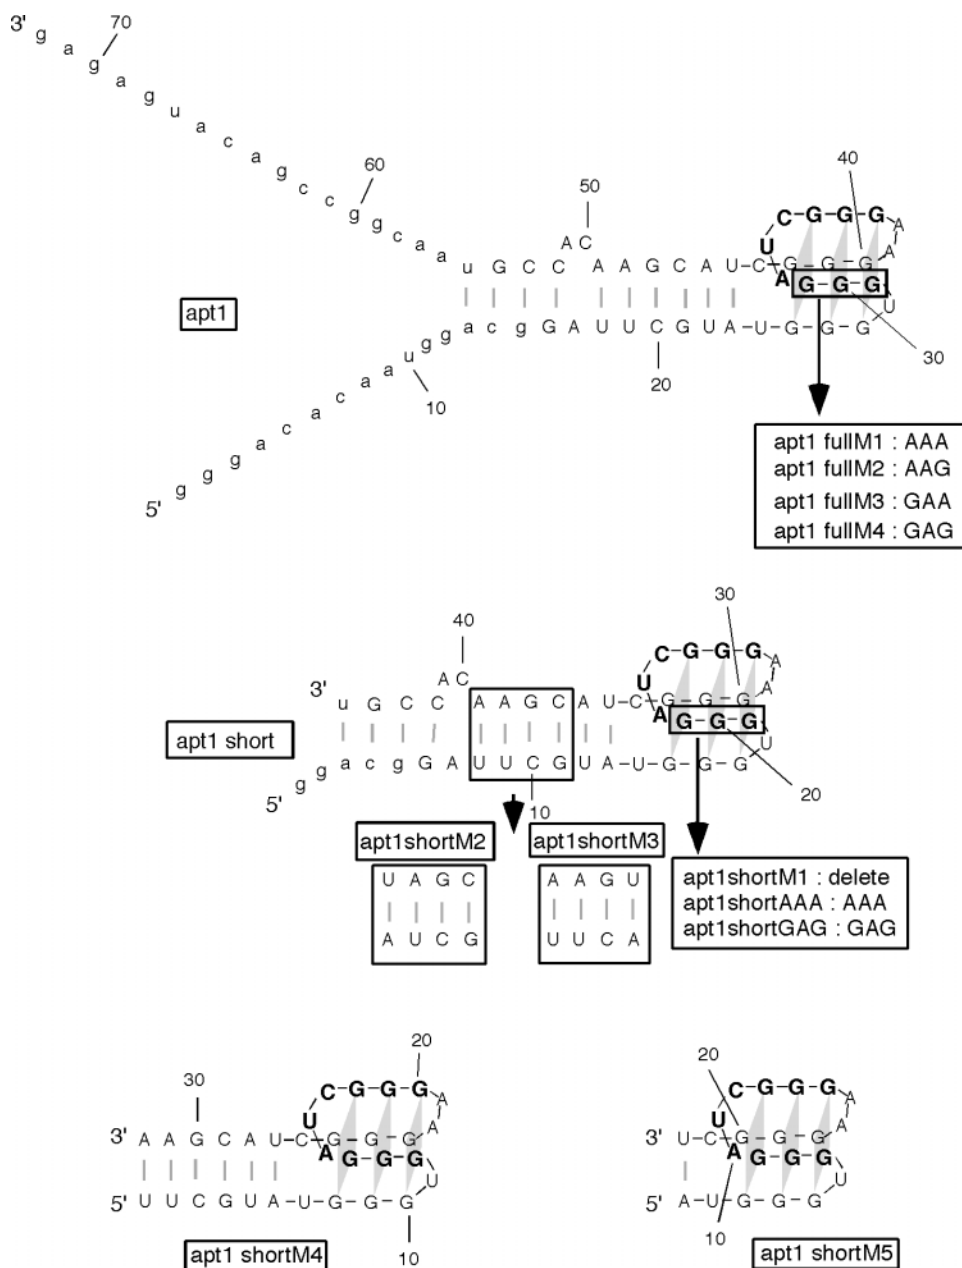 3' g a g a g u a c a g c c g g c a a
70
60
50
40
A C
C G G G A
U A
u G C C A A G C A U C G G G
A G G G U
a c g G A U U C G U A U G G G
5' g g g a c a c a a u g g
10
20
30
apt1
apt1 fullM1 : AAA
apt1 fullM2 : AAG
apt1 fullM3 : GAA
apt1 fullM4 : GAG
40
30
A C
C G G G A
U A
3' u G C C A A G C A U C G G G
A G G G U
5' g g a c g G A U U C G U A U G G G
10
20
apt1 short
apt1shortM2
U A G C
A U C G
apt1shortM3
A A G U
U U C A
apt1shortM1 : delete
apt1shortAAA : AAA
apt1shortGAG : GAG
30
20
C G G G A
U A
3' A A G C A U C G G G
A G G G U
5' U U C G U A U G G G
10
apt1 shortM4
20
C G G G A
U A
3' U C G G G
A G G G U
5' A U G G G
10
apt1 shortM5